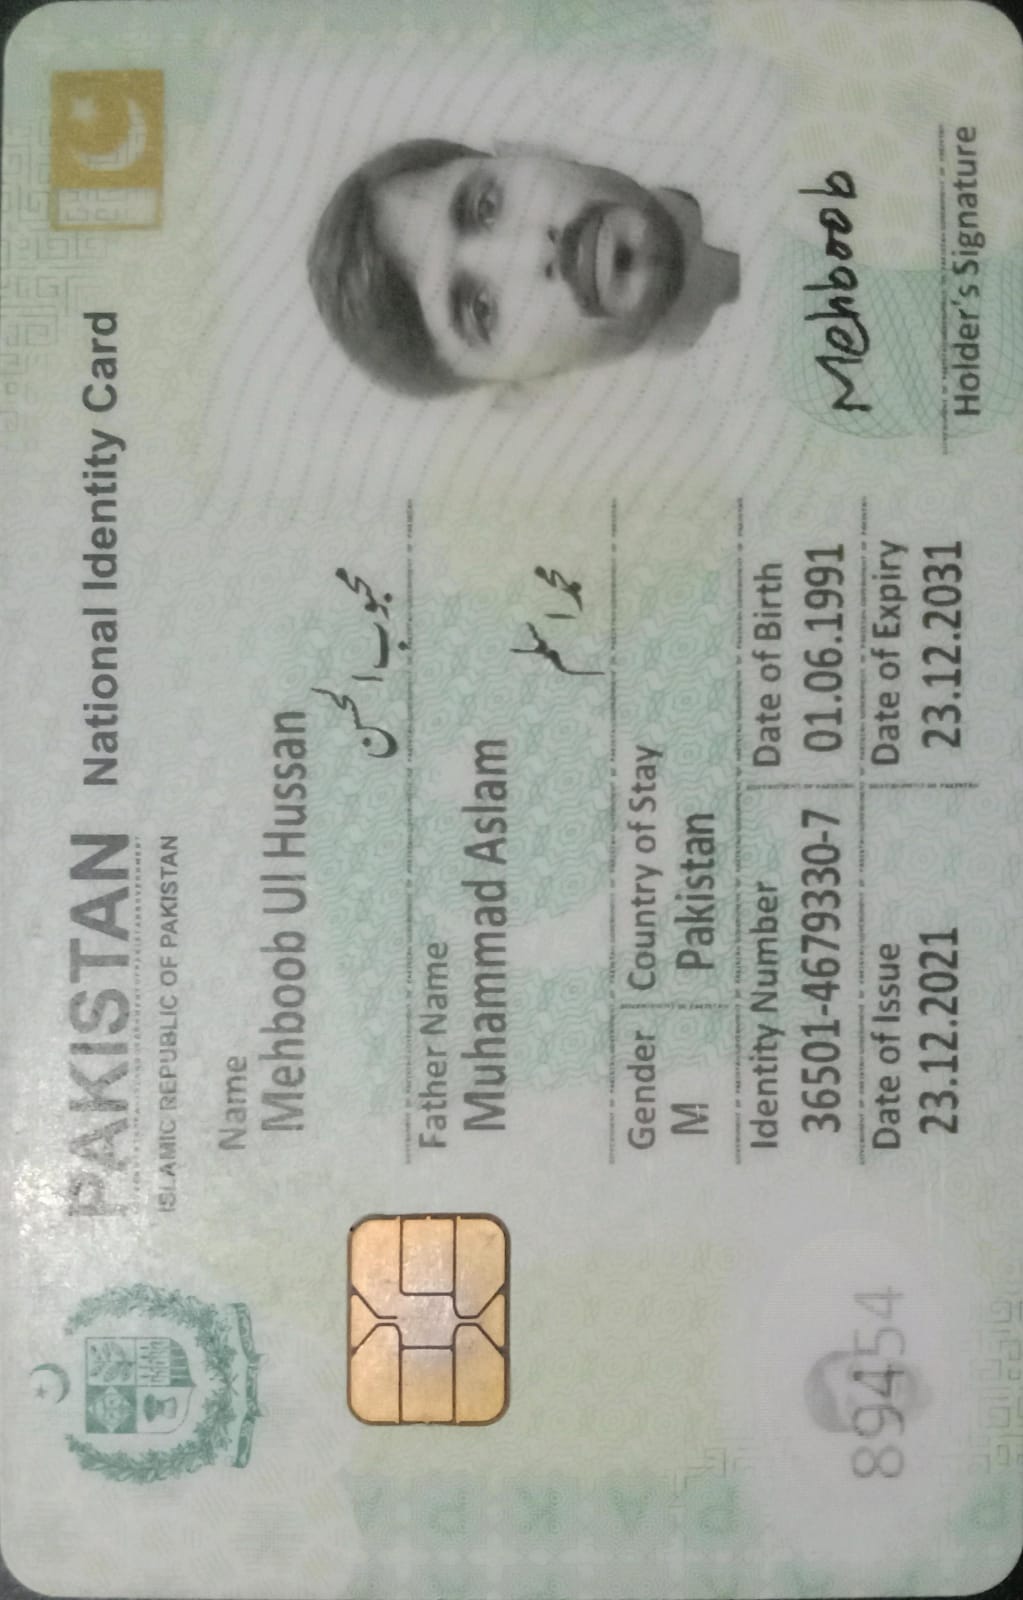 PAKISTAN National Identity Card
ISLAMIC REPUBLIC OF PAKISTAN
Name
Mehboob Ul Hussan
محبوب الحسن
Father Name
Muhammad Aslam
محمد اسلم
Gender Country of Stay
M Pakistan
Identity Number Date of Birth
36501-4679330-7 01.06.1991
Date of Issue Date of Expiry
23.12.2021 23.12.2031
Mehboob
Holder's Signature
89454